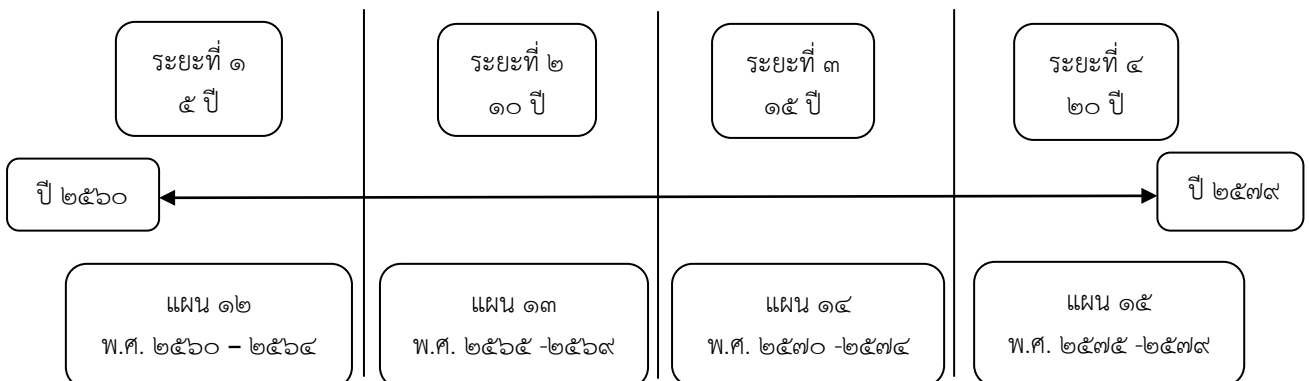 ระยะที่ ๑
๕ ปี
ระยะที่ ๒
๑๐ ปี
ระยะที่ ๓
๑๕ ปี
ระยะที่ ๔
๒๐ ปี
ปี ๒๕๖๐
ปี ๒๕๗๙
แผน ๑๒
พ.ศ. ๒๕๖๐ – ๒๕๖๔
แผน ๑๓
พ.ศ. ๒๕๖๕ -๒๕๖๙
แผน ๑๔
พ.ศ. ๒๕๗๐ -๒๕๗๔
แผน ๑๕
พ.ศ. ๒๕๗๕ -๒๕๗๙